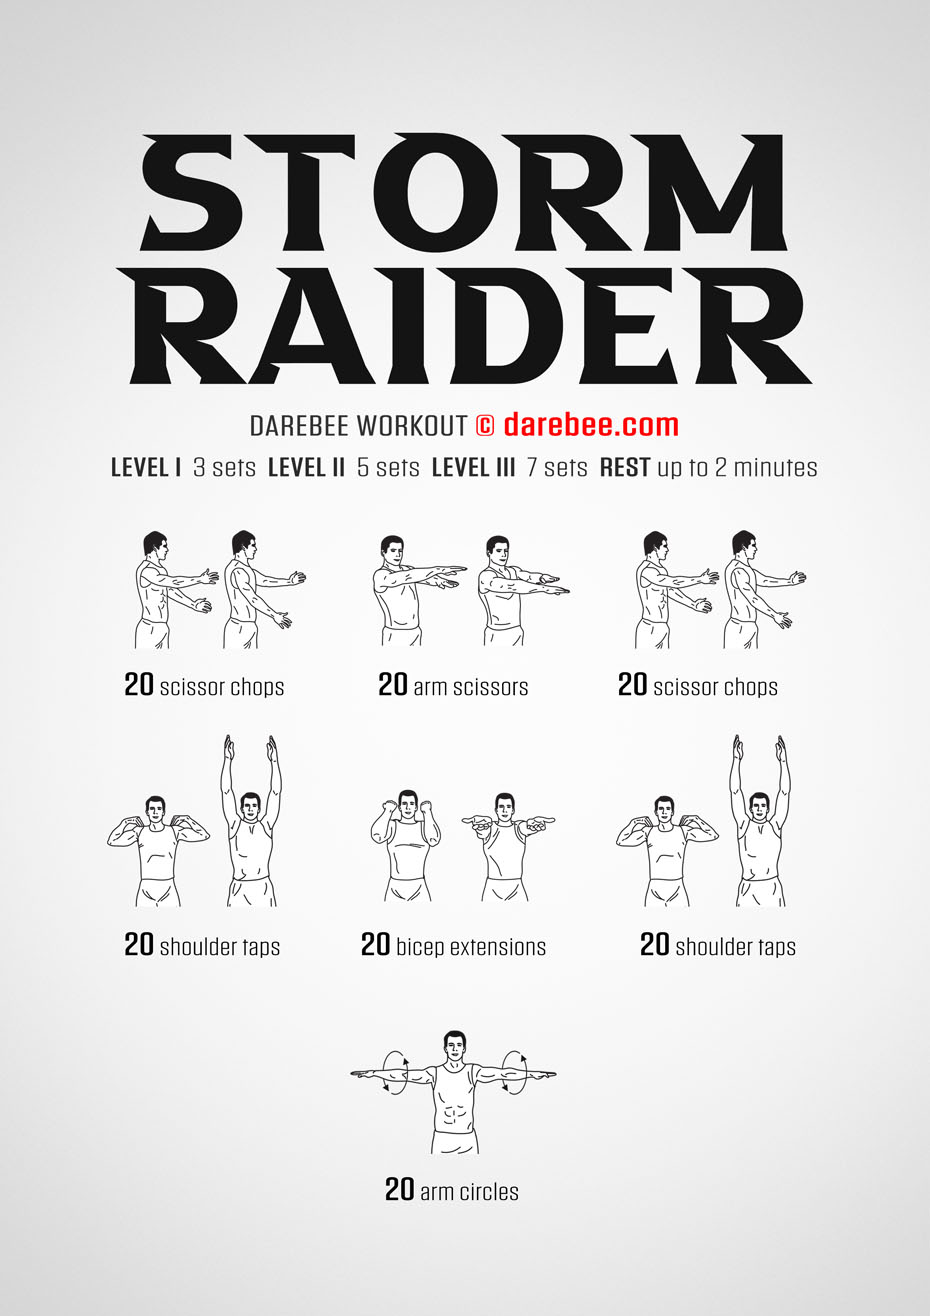 STORM
RAIDER
DAREBEE WORKOUT © darebee.com
LEVEL I 3 sets LEVEL II 5 sets LEVEL III 7 sets REST up to 2 minutes
20 scissor chops 20 arm scissors 20 scissor chops
20 shoulder taps 20 bicep extensions 20 shoulder taps
20 arm circles